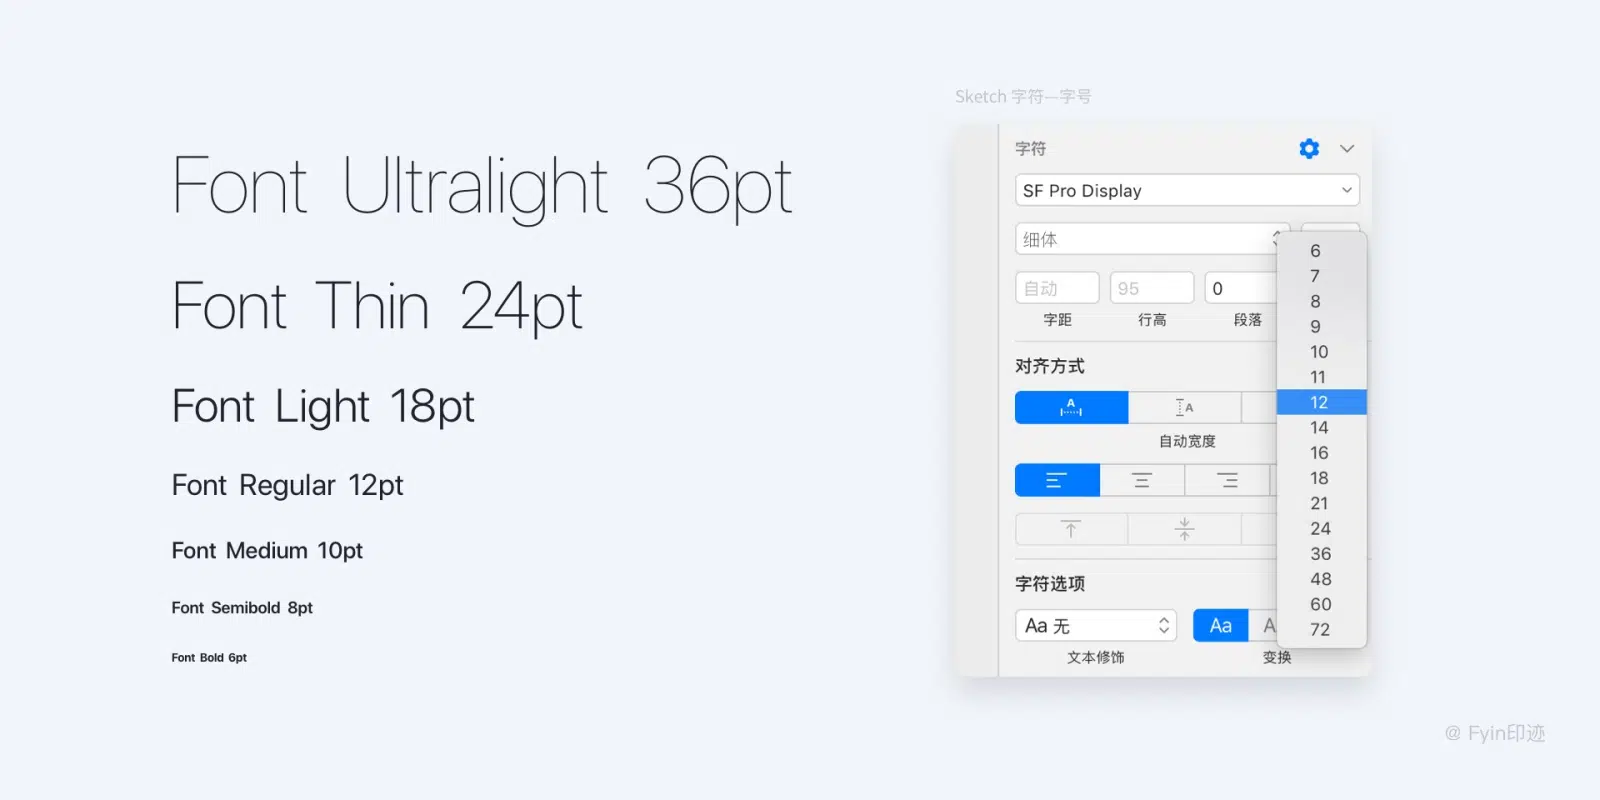 Font Ultralight 36pt
Font Thin 24pt
Font Light 18pt
Font Regular 12pt
Font Medium 10pt
Font Semibold 8pt
Font Bold 6pt
Sketch 字符—字号
字符
SF Pro Display
细体
自动 95 0
字距 行高 段落
对齐方式
A A
自动宽度
字符选项
Aa 无 Aa A
文本修饰 变换
6
7
8
9
10
11
12
14
16
18
21
24
36
48
60
72
@ Fyin印迹